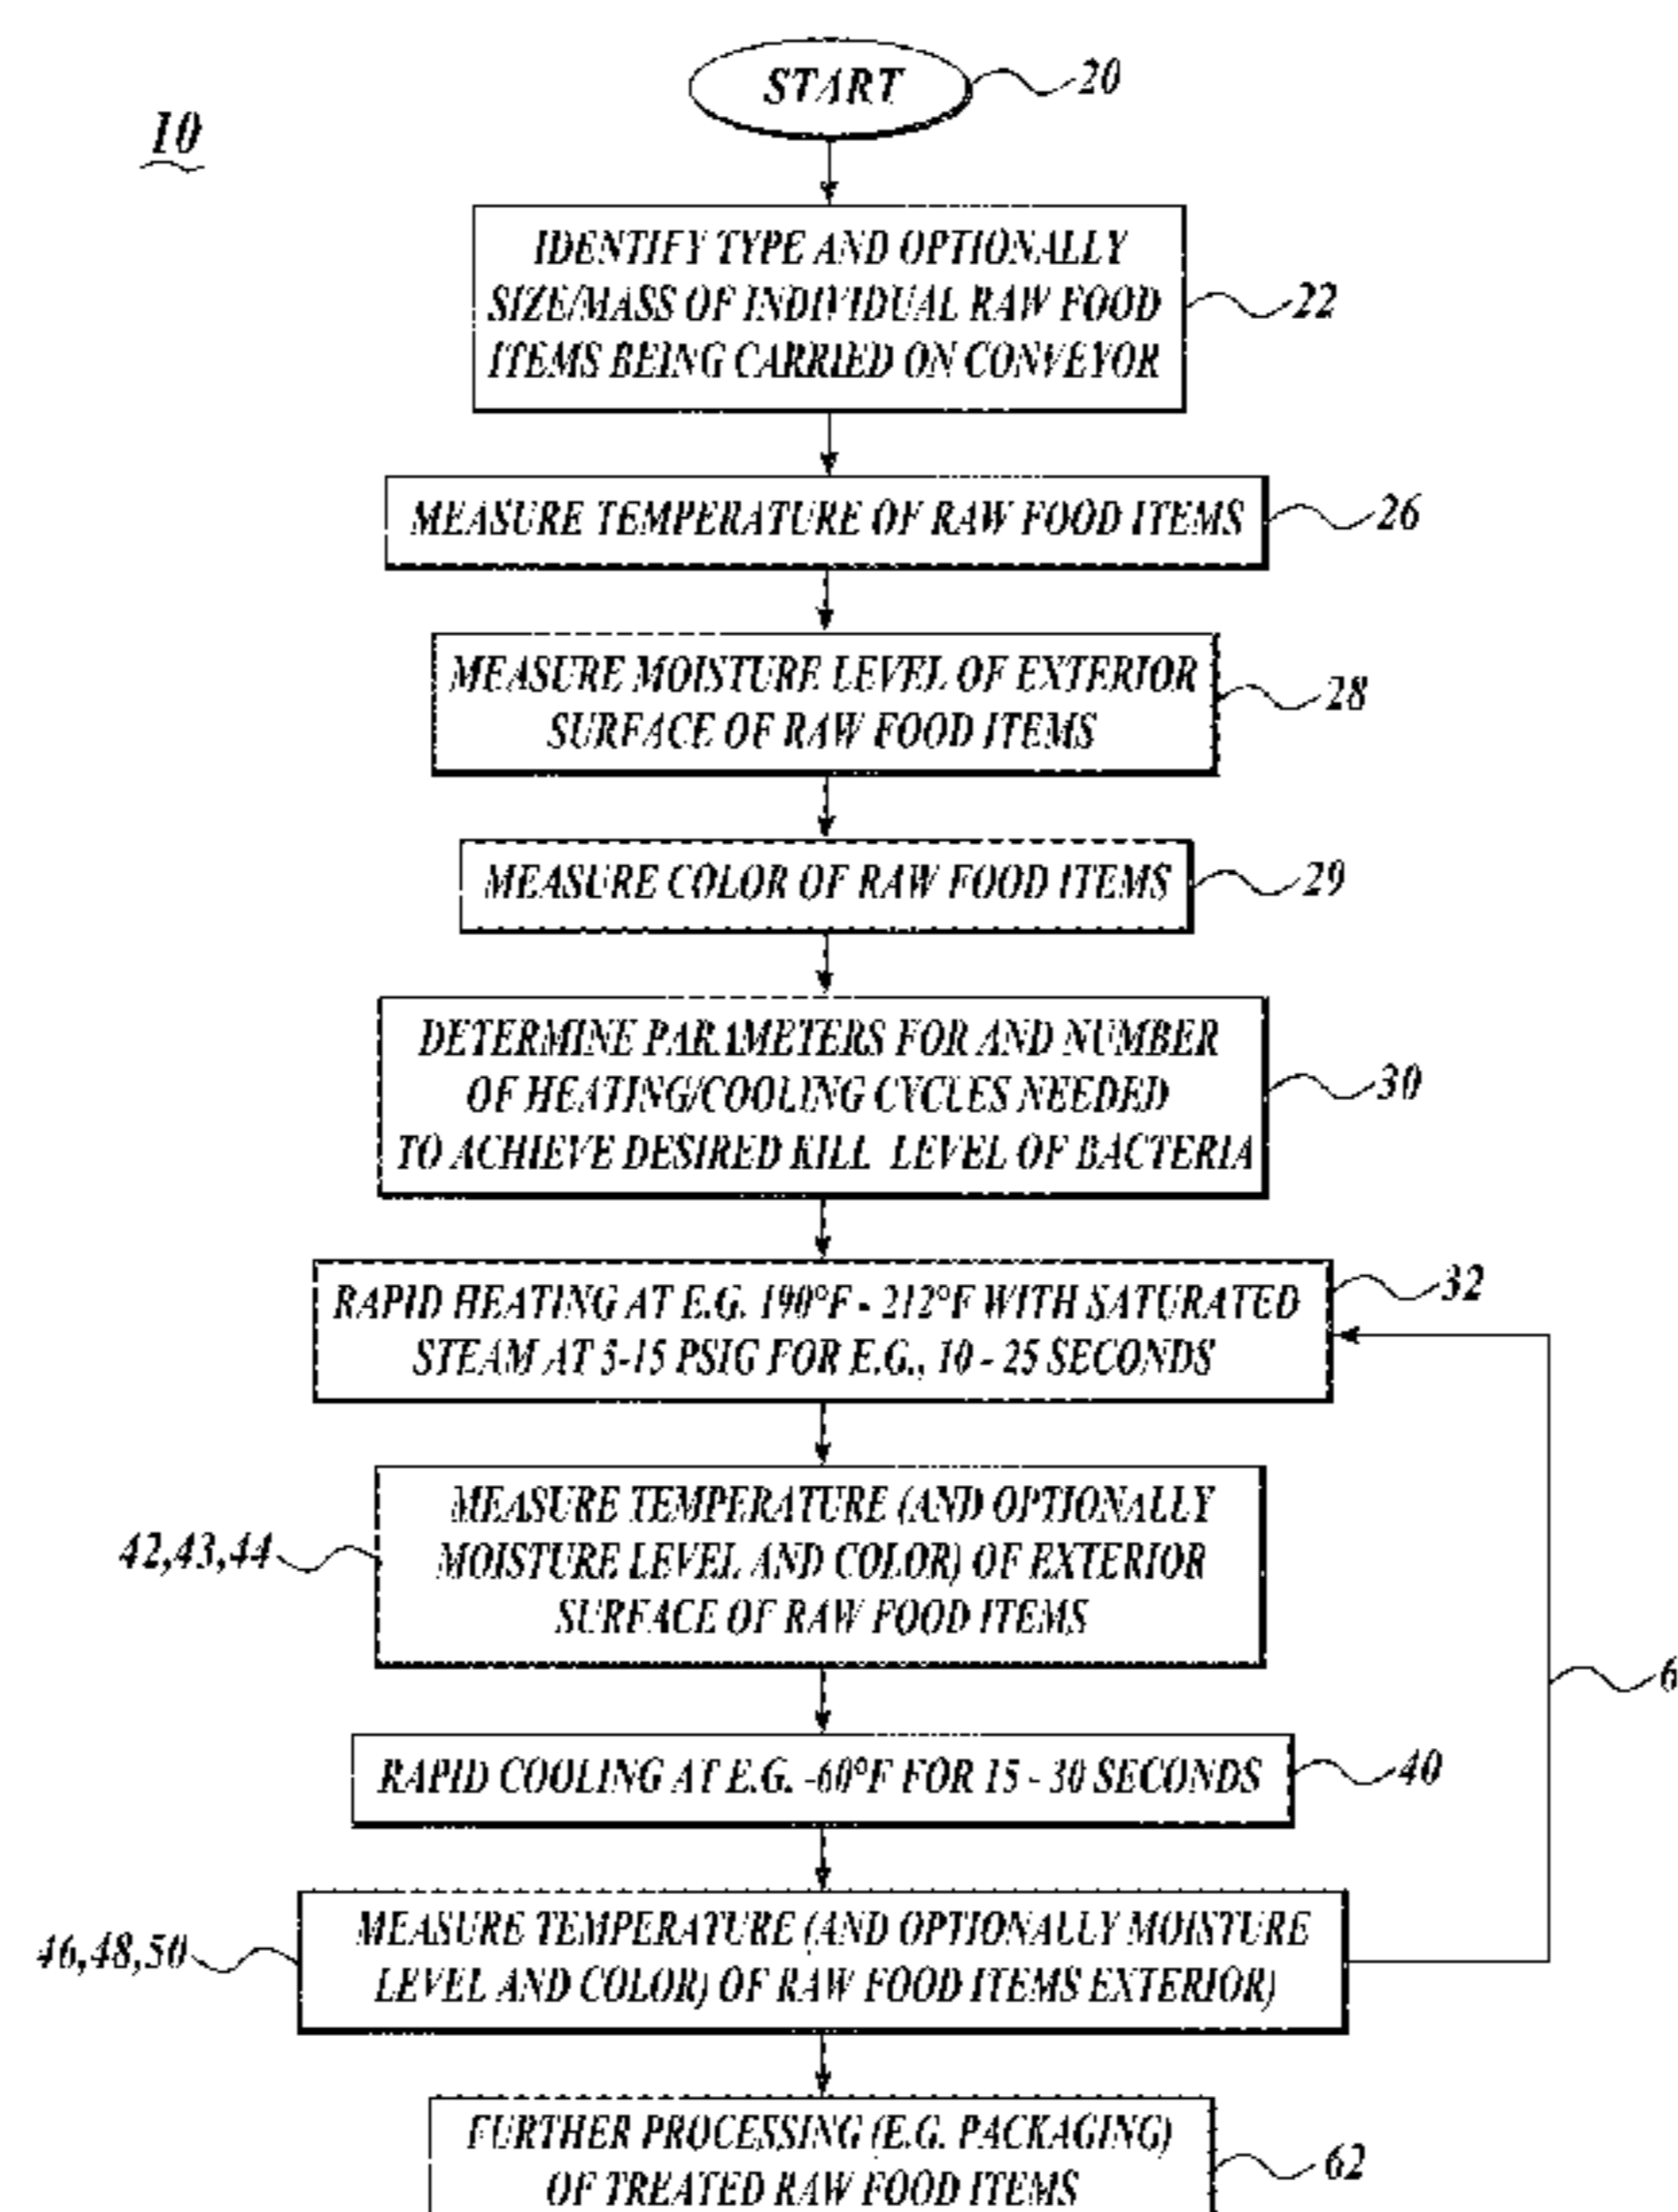 10
START
20
IDENTIFY TYPE AND OPTIONALLY
SIZE/MASS OF INDIVIDUAL RAW FOOD
ITEMS BEING CARRIED ON CONVEYOR
22
MEASURE TEMPERATURE OF RAW FOOD ITEMS
26
MEASURE MOISTURE LEVEL OF EXTERIOR
SURFACE OF RAW FOOD ITEMS
28
MEASURE COLOR OF RAW FOOD ITEMS
29
DETERMINE PARAMETERS FOR AND NUMBER
OF HEATING/COOLING CYCLES NEEDED
TO ACHIEVE DESIRED KILL LEVEL OF BACTERIA
30
RAPID HEATING AT E.G. 190°F - 212°F WITH SATURATED
STEAM AT 5-15 PSIG FOR E.G., 10 - 25 SECONDS
32
MEASURE TEMPERATURE (AND OPTIONALLY
MOISTURE LEVEL AND COLOR) OF EXTERIOR
SURFACE OF RAW FOOD ITEMS
42,43,44
6
RAPID COOLING AT E.G. -60°F FOR 15 - 30 SECONDS
40
MEASURE TEMPERATURE (AND OPTIONALLY MOISTURE
LEVEL AND COLOR) OF RAW FOOD ITEMS EXTERIOR)
46,48,50
FURTHER PROCESSING (E.G. PACKAGING)
OF TREATED RAW FOOD ITEMS
62